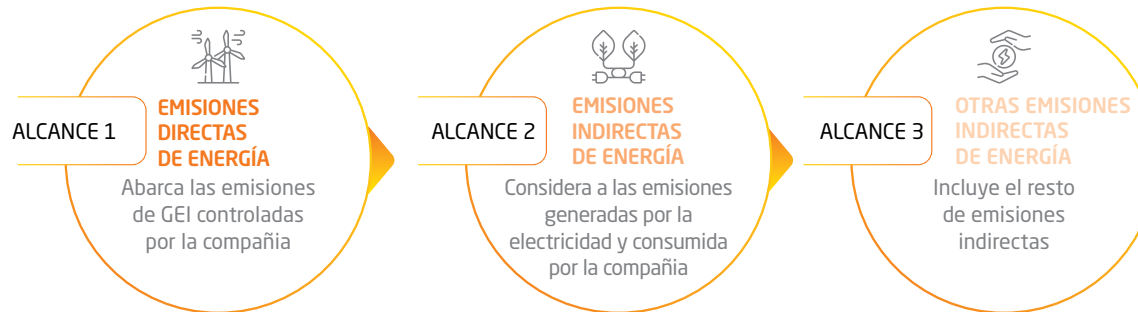 ALCANCE 1
EMISIONES
DIRECTAS
DE ENERGÍA
Abarca las emisiones
de GEI controladas
por la compañia
ALCANCE 2
EMISIONES
INDIRECTAS
DE ENERGÍA
Considera a las emisiones
generadas por la
electricidad y consumida
por la compañia
ALCANCE 3
OTRAS EMISIONES
INDIRECTAS
DE ENERGÍA
Incluye el resto
de emisiones
indirectas